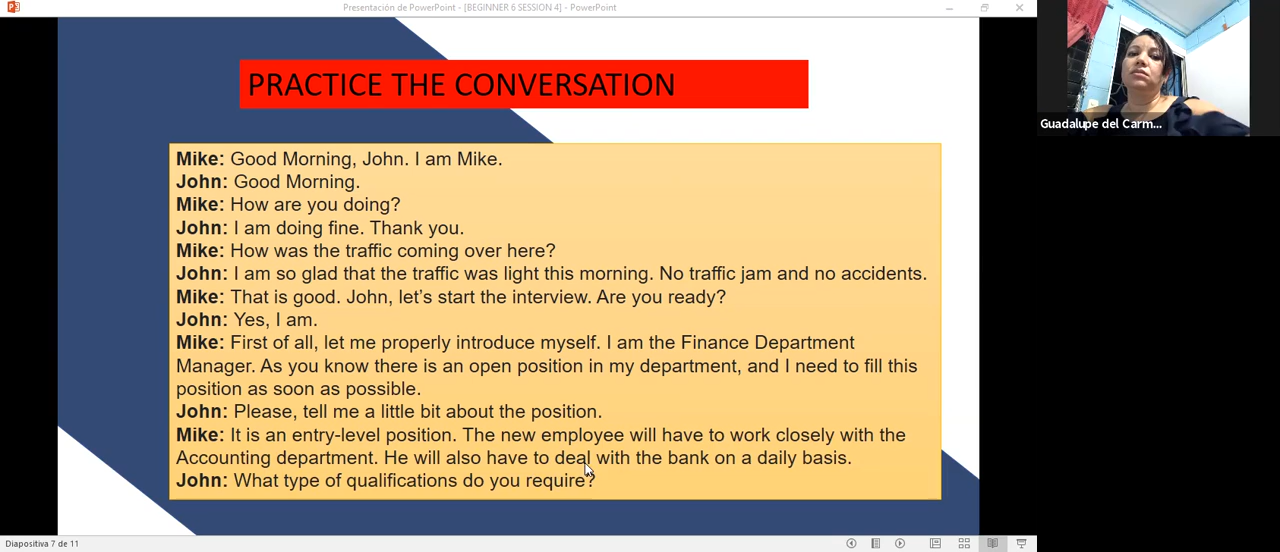 Presentación de PowerPoint - [BEGINNER 6 SESSION 4] - PowerPoint
PRACTICE THE CONVERSATION
Mike: Good Morning, John. I am Mike.
John: Good Morning.
Mike: How are you doing?
John: I am doing fine. Thank you.
Mike: How was the traffic coming over here?
John: I am so glad that the traffic was light this morning. No traffic jam and no accidents.
Mike: That is good. John, let’s start the interview. Are you ready?
John: Yes, I am.
Mike: First of all, let me properly introduce myself. I am the Finance Department
Manager. As you know there is an open position in my department, and I need to fill this
position as soon as possible.
John: Please, tell me a little bit about the position.
Mike: It is an entry-level position. The new employee will have to work closely with the
Accounting department. He will also have to deal with the bank on a daily basis.
John: What type of qualifications do you require?
Guadalupe del Carm...
Diapositiva 7 de 11